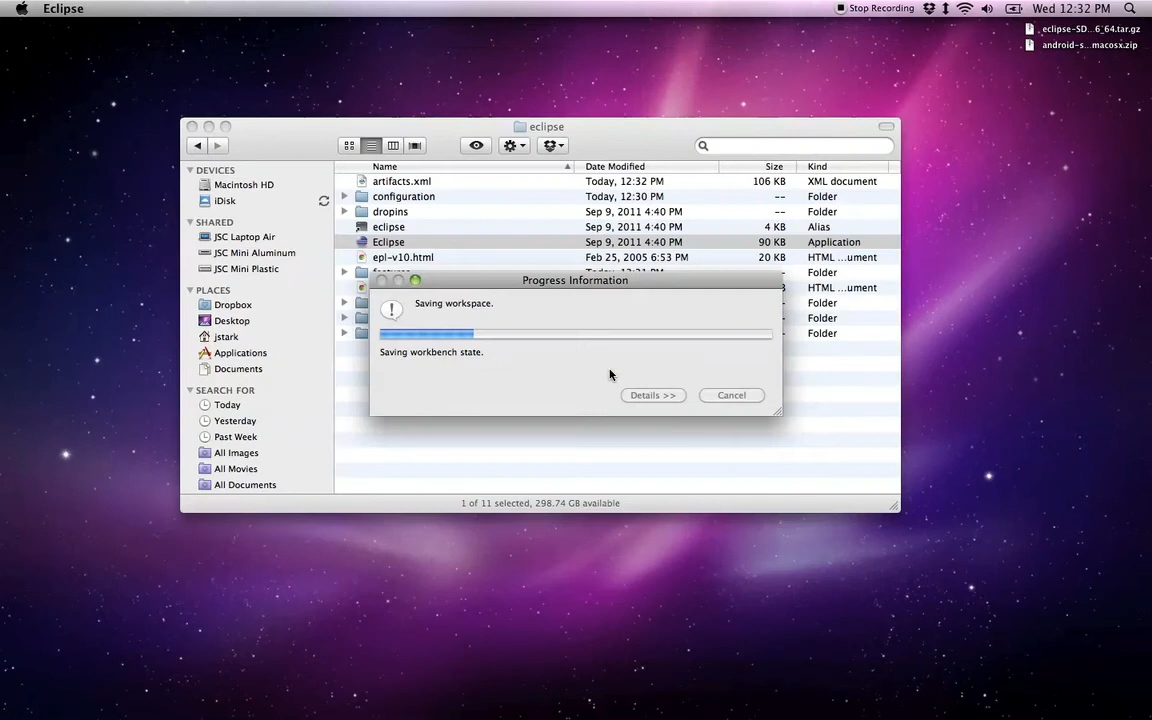 Eclipse
Stop Recording
Wed 12:32 PM
eclipse-SD...6_64.tar.gz
android-s...macosx.zip
eclipse
Name Date Modified Size Kind
DEVICES
Macintosh HD
iDisk
SHARED
JSC Laptop Air
JSC Mini Aluminum
JSC Mini Plastic
PLACES
Dropbox
Desktop
jstark
Applications
Documents
SEARCH FOR
Today
Yesterday
Past Week
All Images
All Movies
All Documents
artifacts.xml Today, 12:32 PM 106 KB XML document
configuration Today, 12:30 PM -- Folder
dropins Sep 9, 2011 4:40 PM -- Folder
eclipse Sep 9, 2011 4:40 PM 4 KB Alias
Eclipse Sep 9, 2011 4:40 PM 90 KB Application
epl-v10.html Feb 25, 2005 6:53 PM 20 KB HTML ...ument
Folder
HTML ...ument
Folder
Folder
Folder
Progress Information
Saving workspace.
Saving workbench state.
Details >>
Cancel
1 of 11 selected, 298.74 GB available